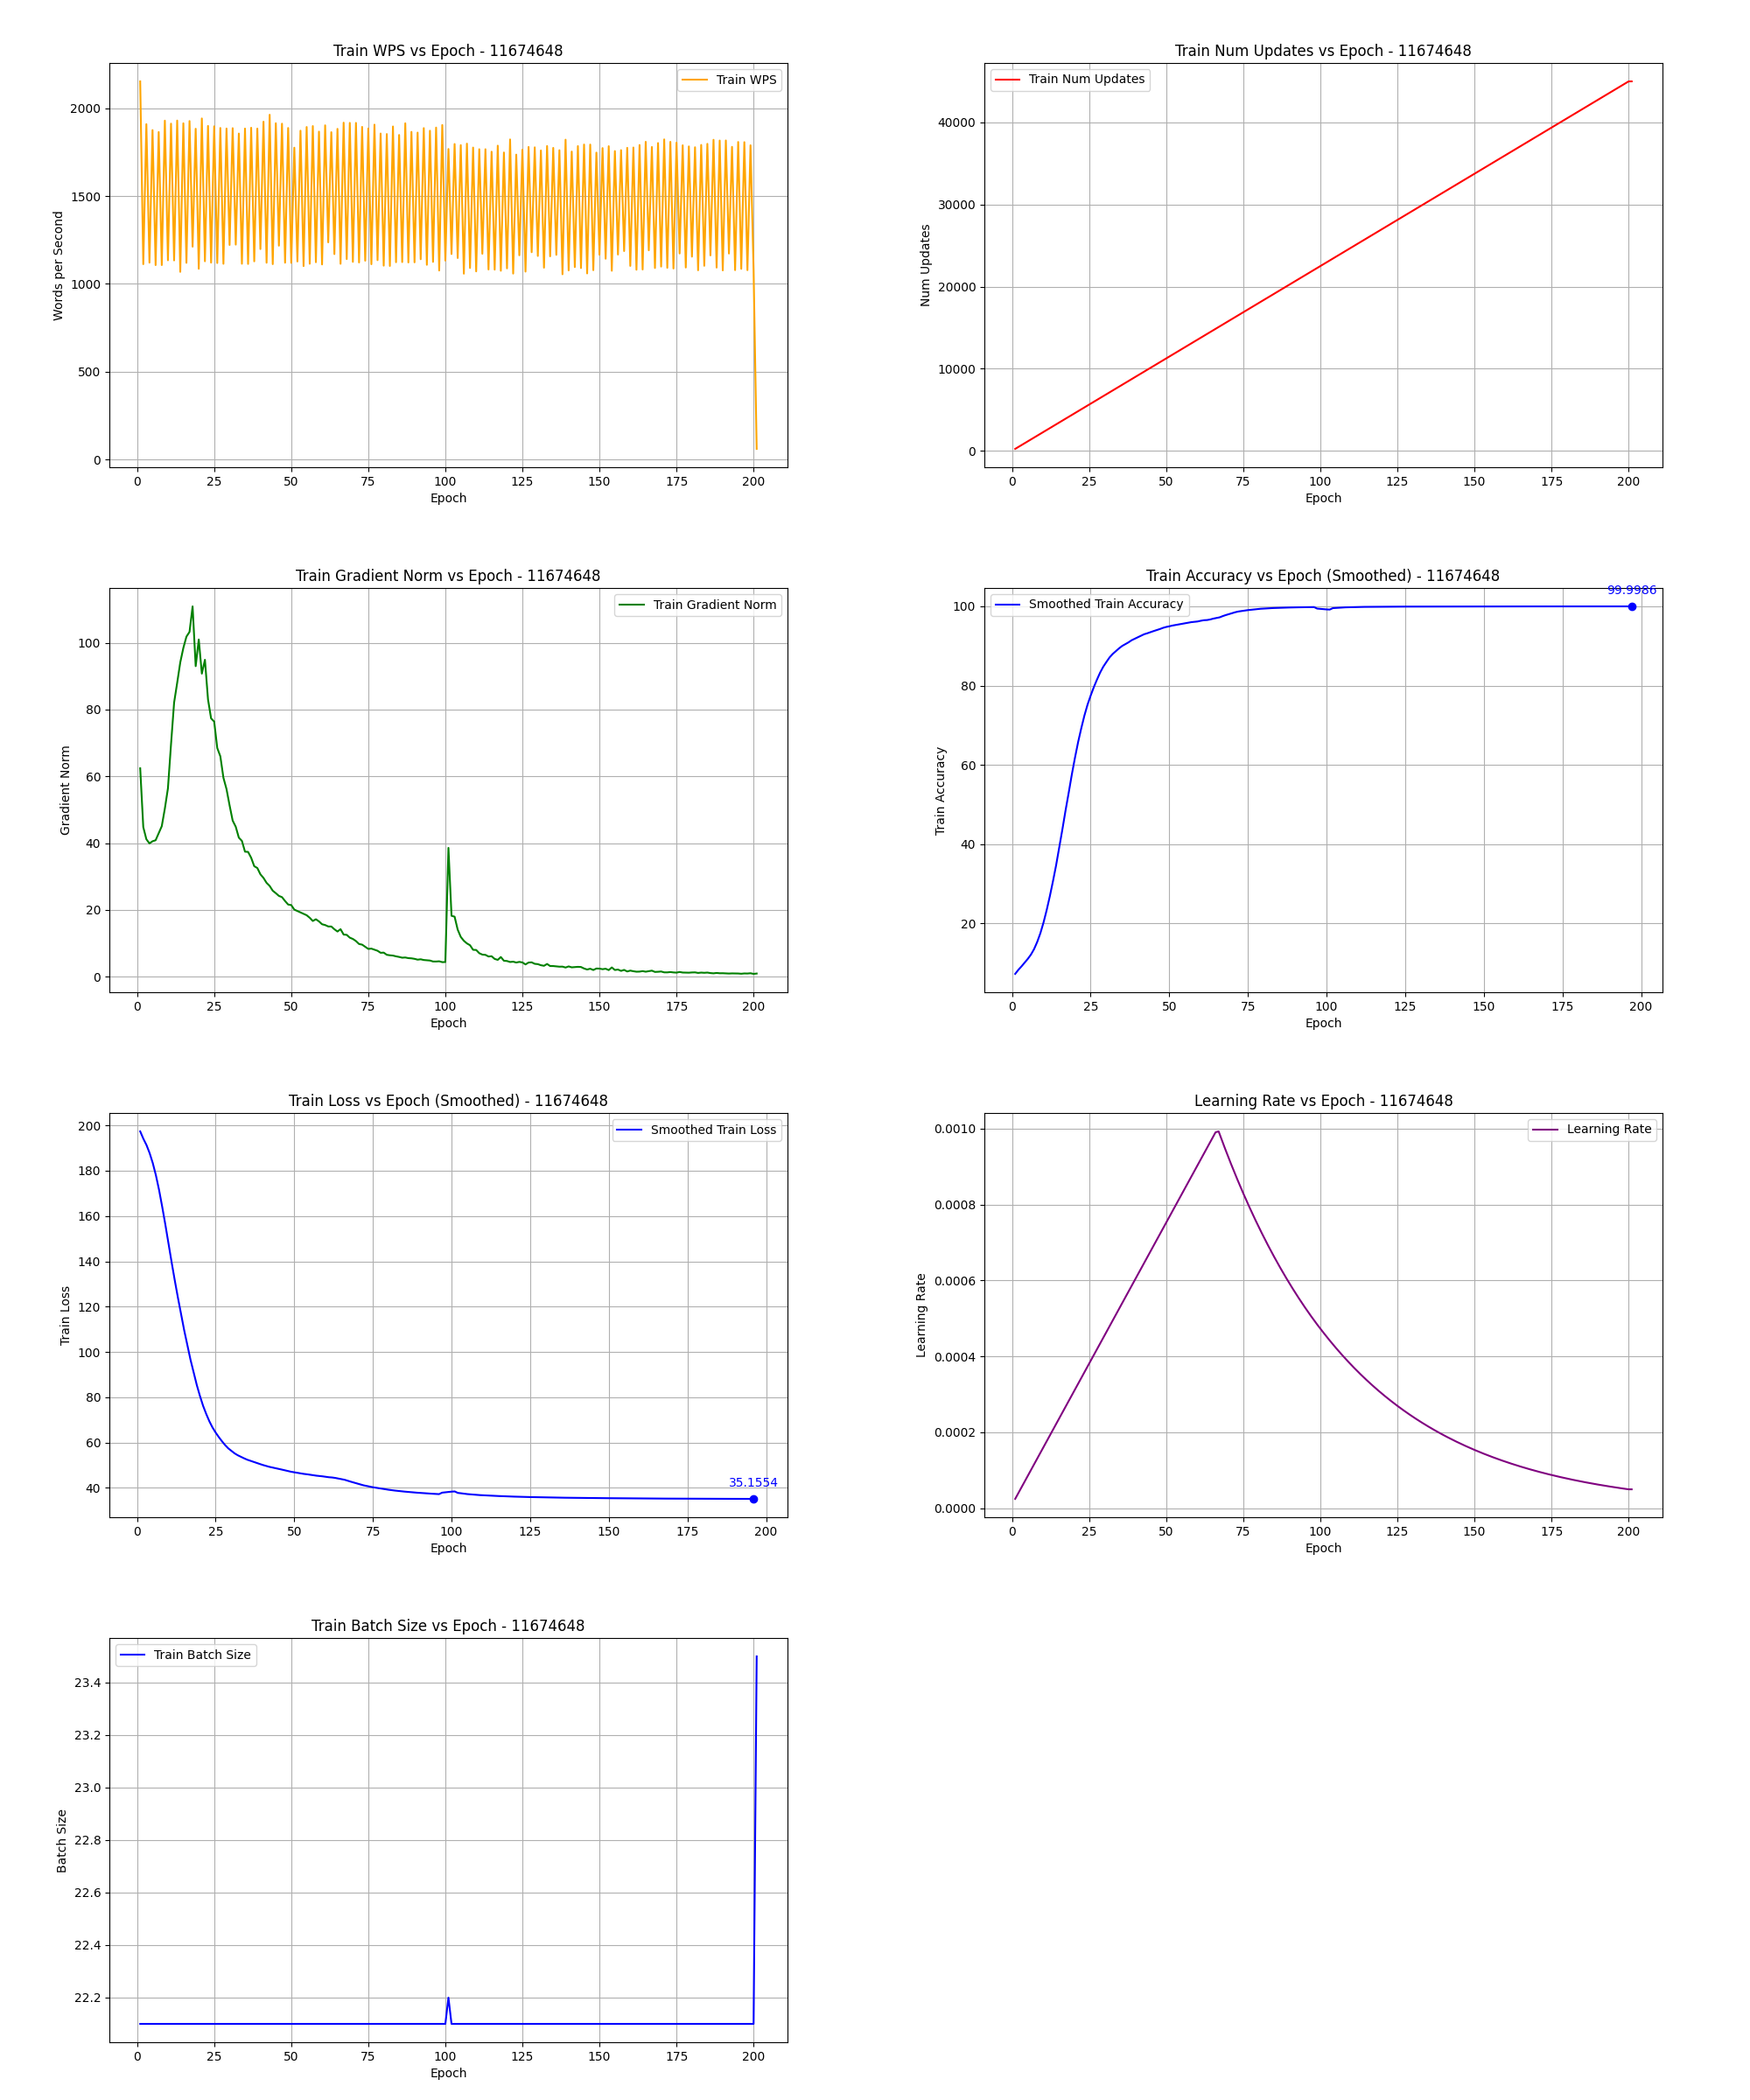 Train WPS vs Epoch - 11674648
Train WPS
Words per Second
2000
1500
1000
500
0
0 25 50 75 100 125 150 175 200
Epoch
Train Num Updates vs Epoch - 11674648
Train Num Updates
Num Updates
40000
30000
20000
10000
0
0 25 50 75 100 125 150 175 200
Epoch
Train Gradient Norm vs Epoch - 11674648
Train Gradient Norm
Gradient Norm
100
80
60
40
20
0
0 25 50 75 100 125 150 175 200
Epoch
Train Accuracy vs Epoch (Smoothed) - 11674648
99.9986
Smoothed Train Accuracy
Train Accuracy
100
80
60
40
20
0 25 50 75 100 125 150 175 200
Epoch
Train Loss vs Epoch (Smoothed) - 11674648
Smoothed Train Loss
Train Loss
200
180
160
140
120
100
80
60
40
35.1554
0 25 50 75 100 125 150 175 200
Epoch
Learning Rate vs Epoch - 11674648
Learning Rate
Learning Rate
0.0010
0.0008
0.0006
0.0004
0.0002
0.0000
0 25 50 75 100 125 150 175 200
Epoch
Train Batch Size vs Epoch - 11674648
Train Batch Size
Batch Size
23.4
23.2
23.0
22.8
22.6
22.4
22.2
0 25 50 75 100 125 150 175 200
Epoch